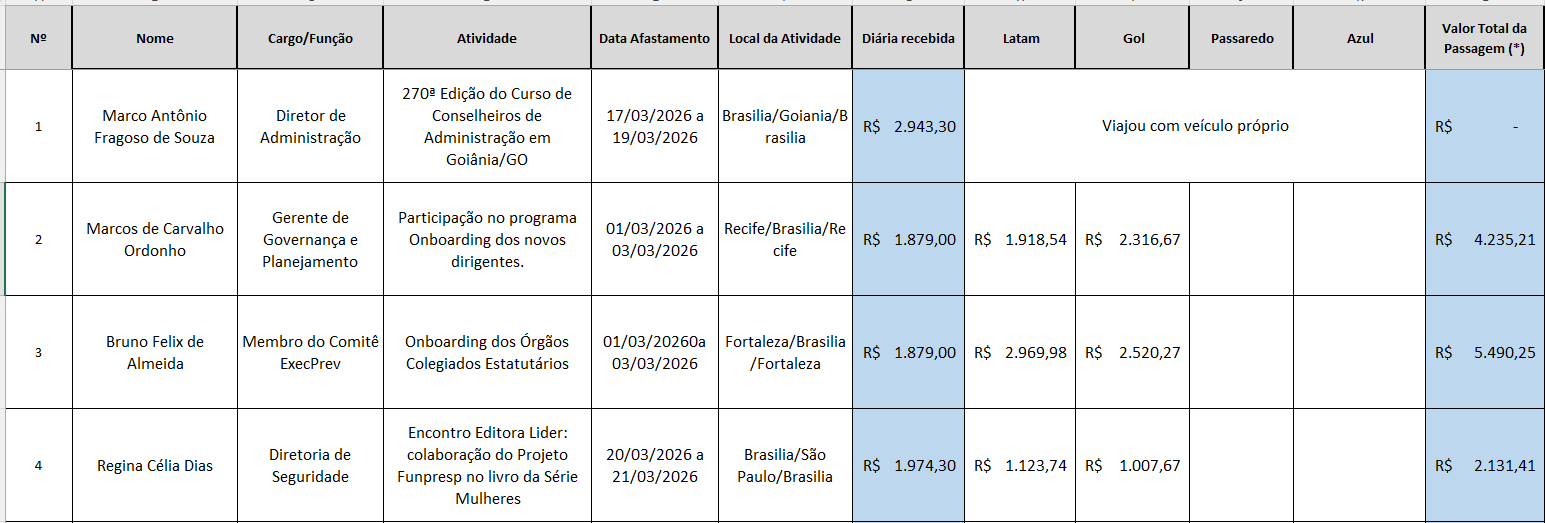 Nº Nome Cargo/Função Atividade Data Afastamento Local da Atividade Diária recebida Latam Gol Passaredo Azul Valor Total da
Passagem (*)
1
Marco Antônio
Fragoso de Souza
Diretor de
Administração
270ª Edição do Curso de
Conselheiros de
Administração em
Goiânia/GO
17/03/2026 a
19/03/2026
Brasilia/Goiania/B
rasilia
R$ 2.943,30
Viajou com veículo próprio
R$ -
2
Marcos de Carvalho
Ordonho
Gerente de
Governança e
Planejamento
Participação no programa
Onboarding dos novos
dirigentes.
01/03/2026 a
03/03/2026
Recife/Brasilia/Re
cife
R$ 1.879,00
R$ 1.918,54
R$ 2.316,67
R$ 4.235,21
3
Bruno Felix de
Almeida
Membro do Comitê
ExecPrev
Onboarding dos Órgãos
Colegiados Estatutários
01/03/20260a
03/03/2026
Fortaleza/Brasilia
/Fortaleza
R$ 1.879,00
R$ 2.969,98
R$ 2.520,27
R$ 5.490,25
4
Regina Célia Dias
Diretoria de
Seguridade
Encontro Editora Lider:
colaboração do Projeto
Funpresp no livro da Série
Mulheres
20/03/2026 a
21/03/2026
Brasilia/São
Paulo/Brasilia
R$ 1.974,30
R$ 1.123,74
R$ 1.007,67
R$ 2.131,41